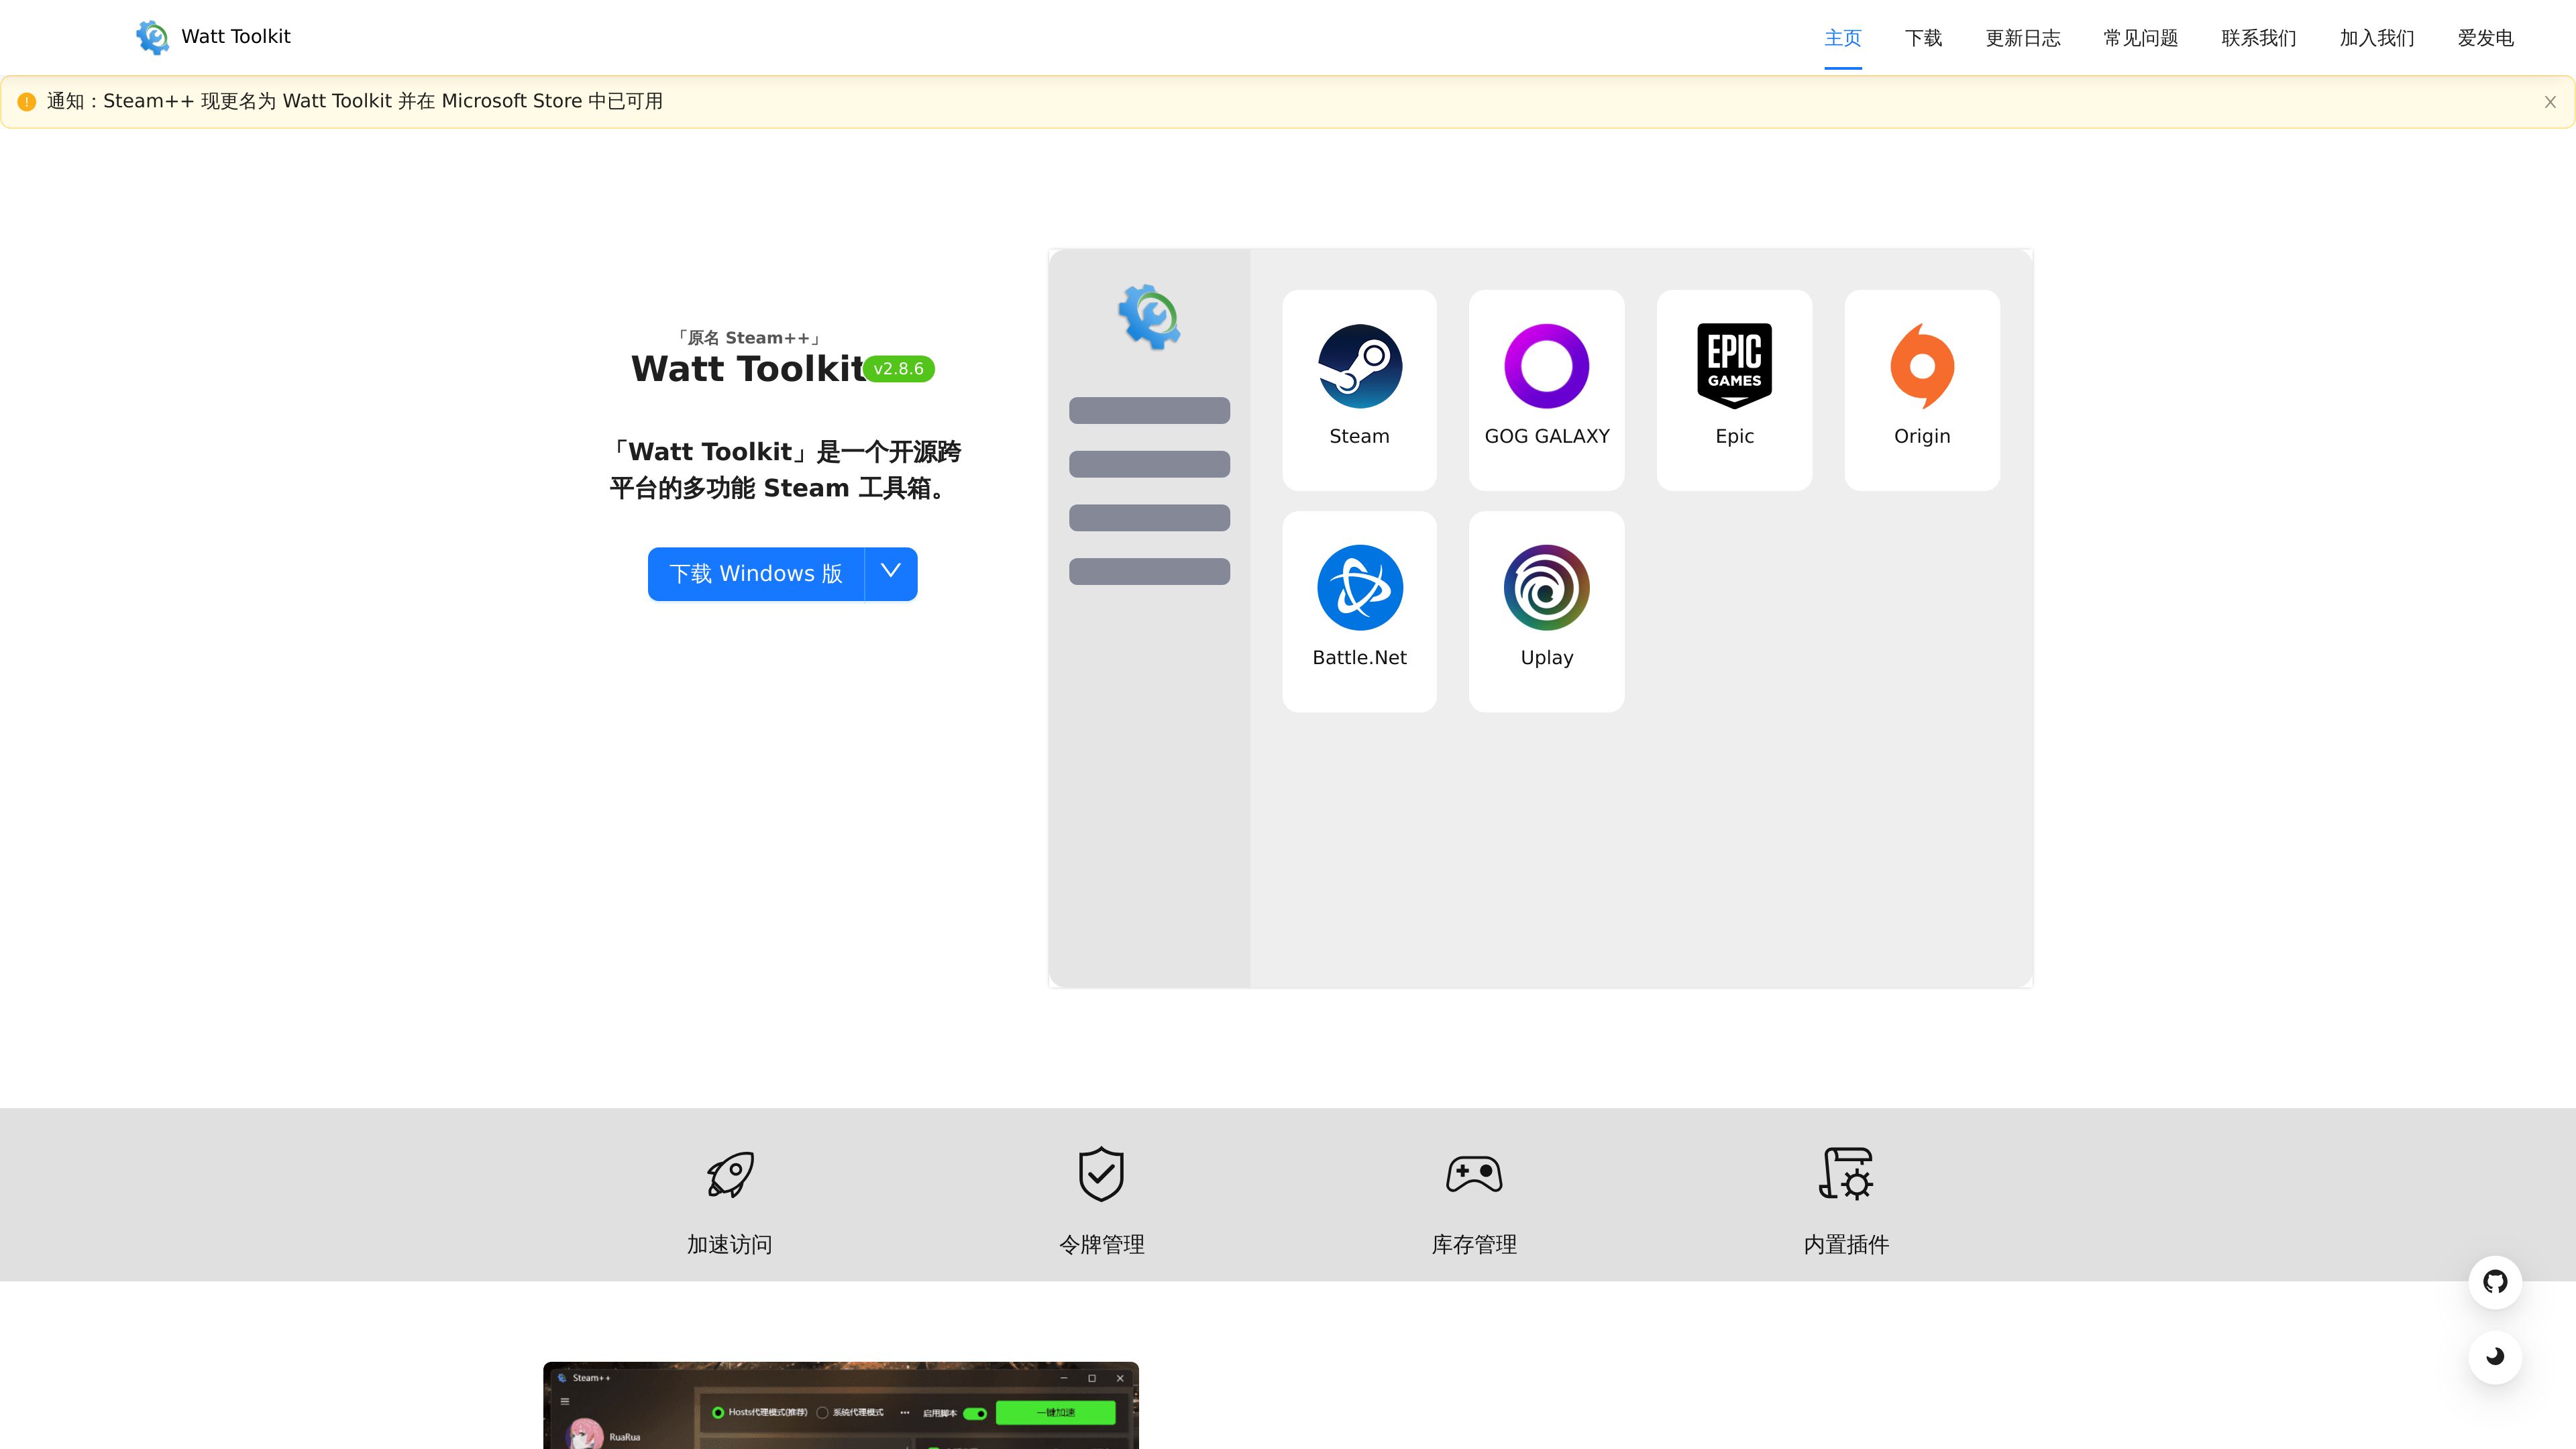 Watt Toolkit
主页 下载 更新日志 常见问题 联系我们 加入我们 爱发电
通知：Steam++ 现更名为 Watt Toolkit 并在 Microsoft Store 中已可用
「原名 Steam++」
Watt Toolkit v2.8.6
「Watt Toolkit」是一个开源跨
平台的多功能 Steam 工具箱。
下载 Windows 版
Steam
GOG GALAXY
EPIC
GAMES
Epic
Origin
Battle.Net
Uplay
加速访问
令牌管理
库存管理
内置插件
Steam++
Hosts代理模式(推荐) 系统代理模式 ··· 启用脚本 一键加速
RuaRua